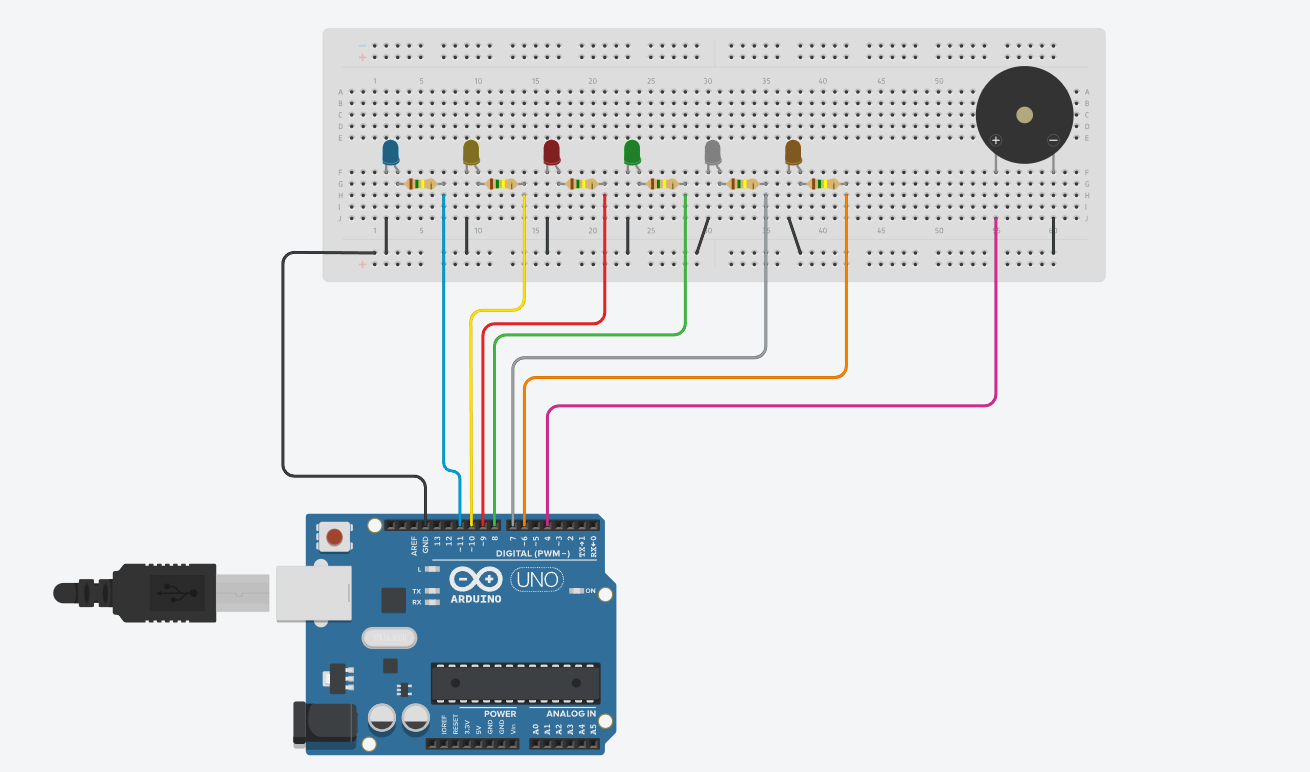 1 5 10 15 20 25 30 35 40 45 50
A A
B B
C C
D D
E E
F F
G G
H H
I I
J J
1 5 10 15 20 25 30 35 40 45 50 55 60
AREF GND 13 12 ~11 ~10 ~9 8 7 ~6 ~5 4 ~3 2 TX→1 RX←0
DIGITAL (PWM~)
L
TX
RX
ARDUINO
UNO
ON
POWER
ANALOG IN
IOREF RESET 3.3V 5V GND GND Vin A0 A1 A2 A3 A4 A5